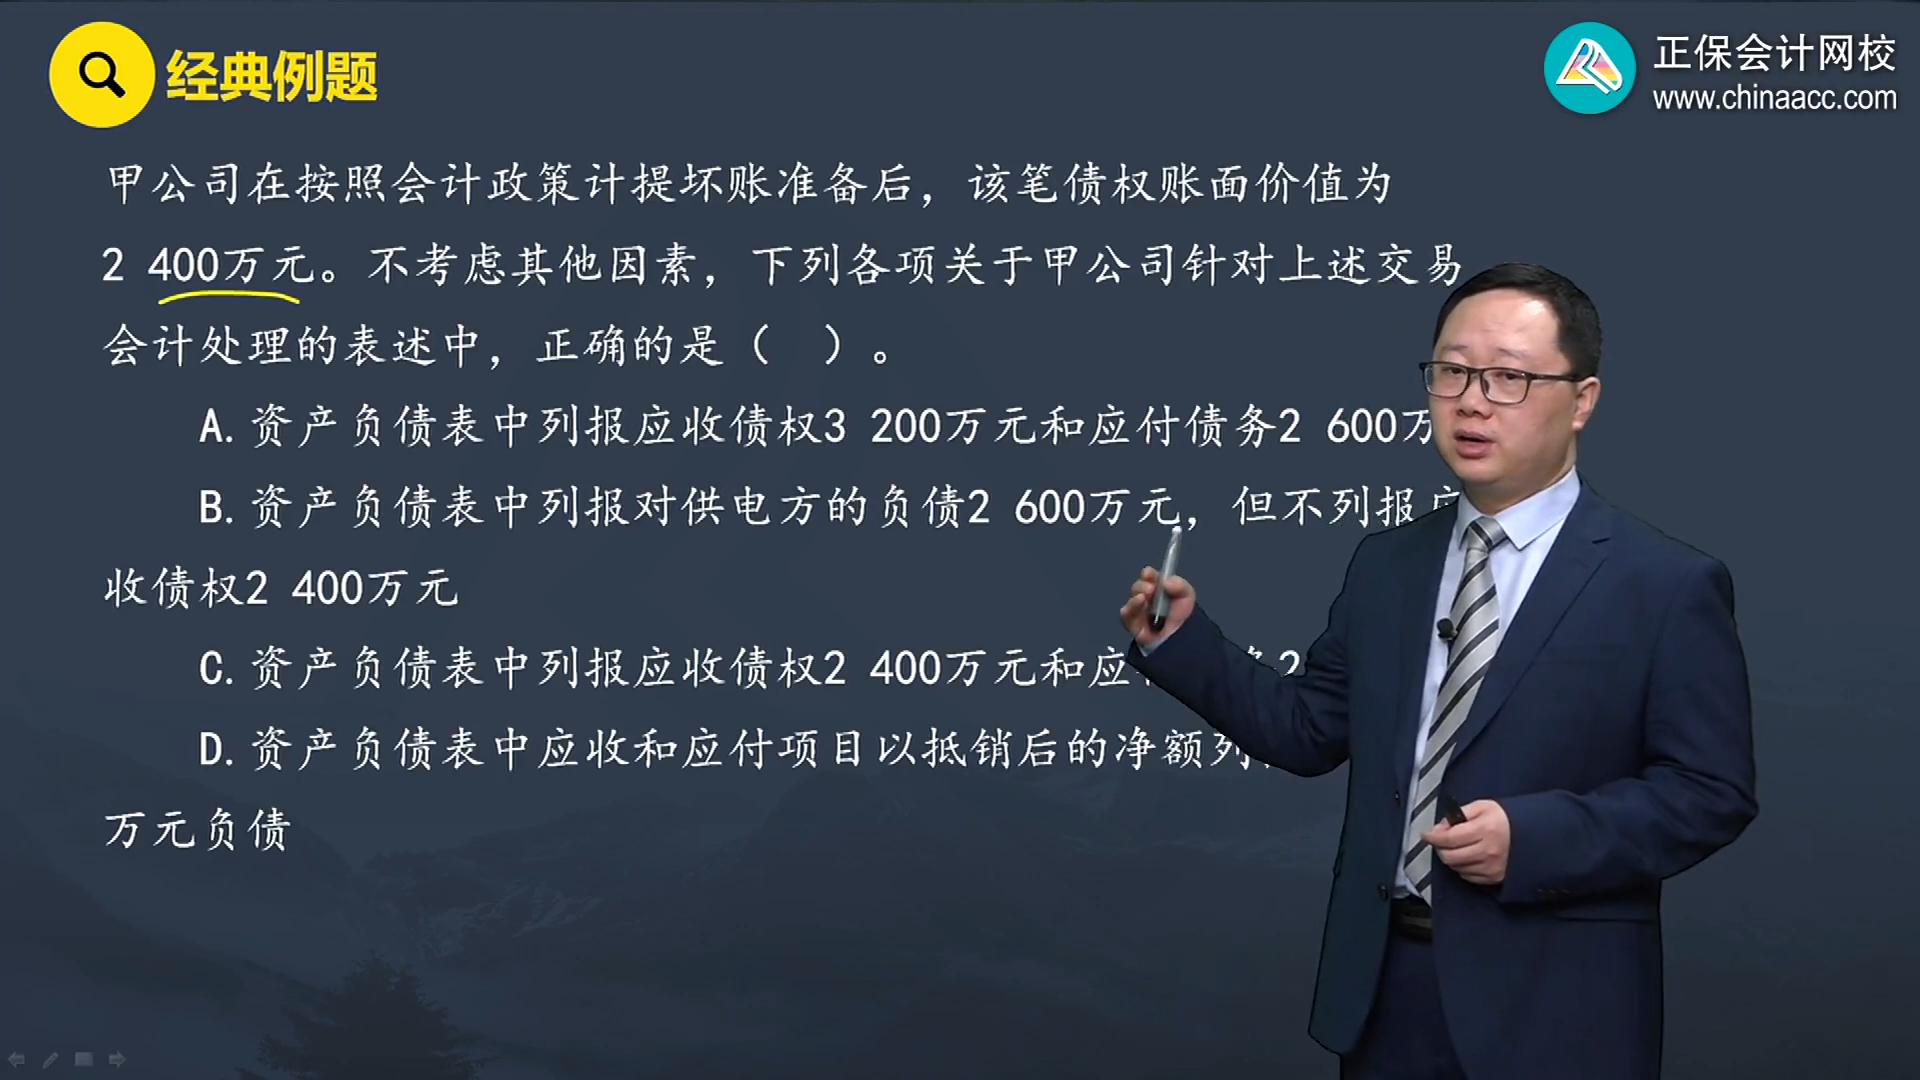 经典例题
正保会计网校
www.chinaacc.com
甲公司在按照会计政策计提坏账准备后，该笔债权账面价值为
2 400万元。不考虑其他因素，下列各项关于甲公司针对上述交易
会计处理的表述中，正确的是（ ）。
A.资产负债表中列报应收债权3 200万元和应付债务2 600万
B.资产负债表中列报对供电方的负债2 600万元，但不列报
收债权2 400万元
C.资产负债表中列报应收债权2 400万元和应 2
D.资产负债表中应收和应付项目以抵销后的净额列
万元负债